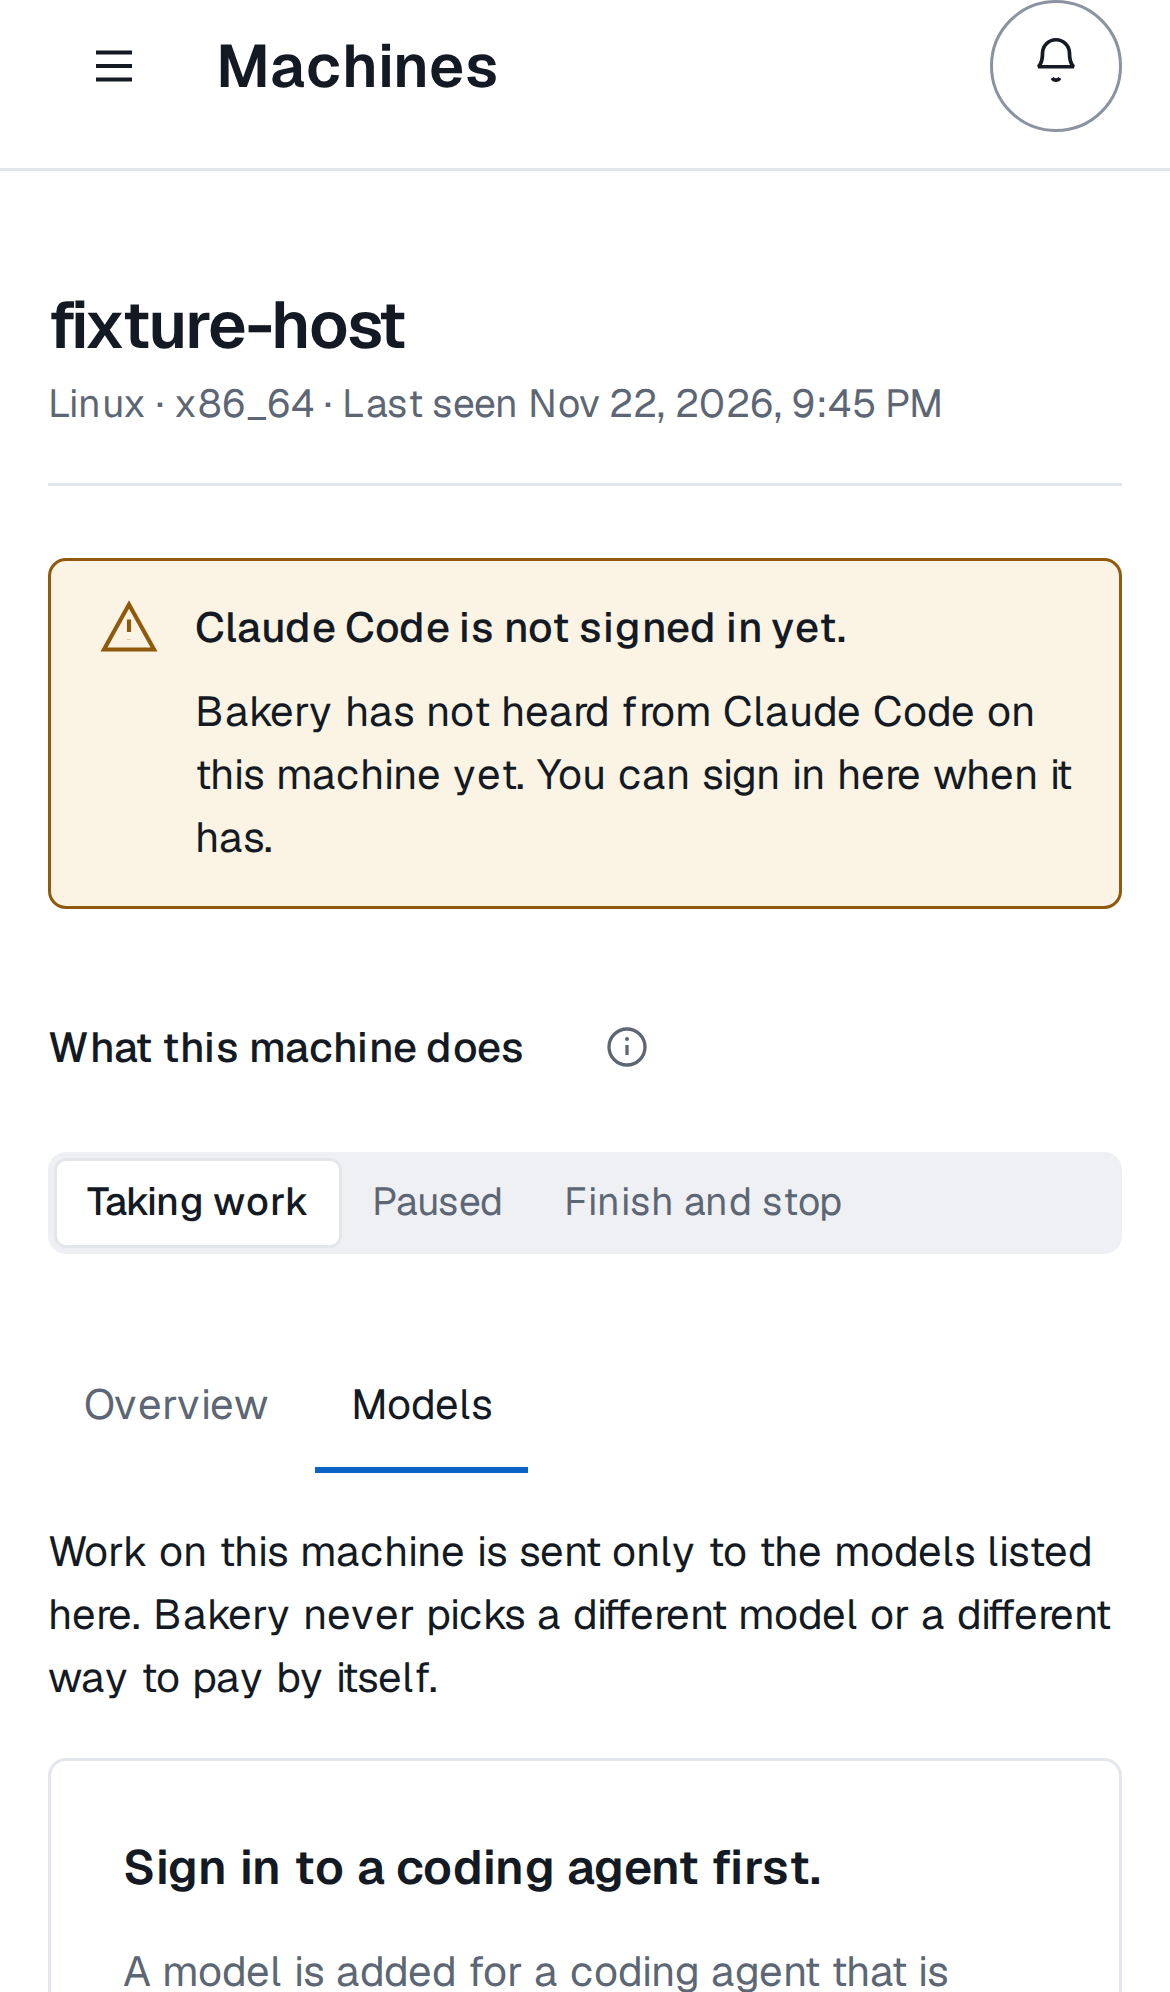 Machines
fixture-host
Linux · x86_64 · Last seen Nov 22, 2026, 9:45 PM
Claude Code is not signed in yet.
Bakery has not heard from Claude Code on
this machine yet. You can sign in here when it
has.
What this machine does
Taking work Paused Finish and stop
Overview Models
Work on this machine is sent only to the models listed
here. Bakery never picks a different model or a different
way to pay by itself.
Sign in to a coding agent first.
A model is added for a coding agent that is